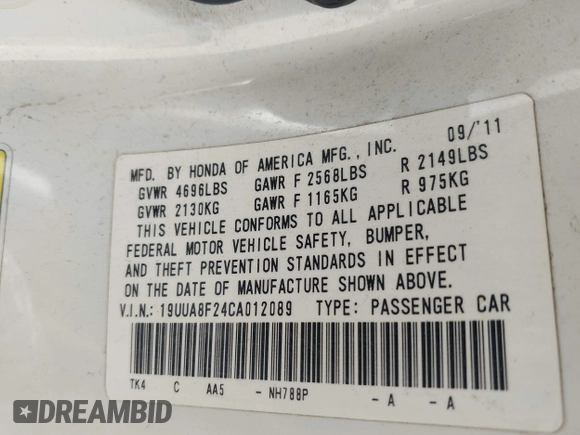 09/'11
MFD. BY HONDA OF AMERICA MFG., INC.
GVWR 4696LBS GAWR F 2568LBS R 2149LBS
GVWR 2130KG GAWR F 1165KG R 975KG
THIS VEHICLE CONFORMS TO ALL APPLICABLE
FEDERAL MOTOR VEHICLE SAFETY, BUMPER,
AND THEFT PREVENTION STANDARDS IN EFFECT
ON THE DATE OF MANUFACTURE SHOWN ABOVE.
V.I.N.: 19UUA8F24CA012089 TYPE: PASSENGER CAR
TK4 C AA5 - NH788P - A - A
DREAMBID